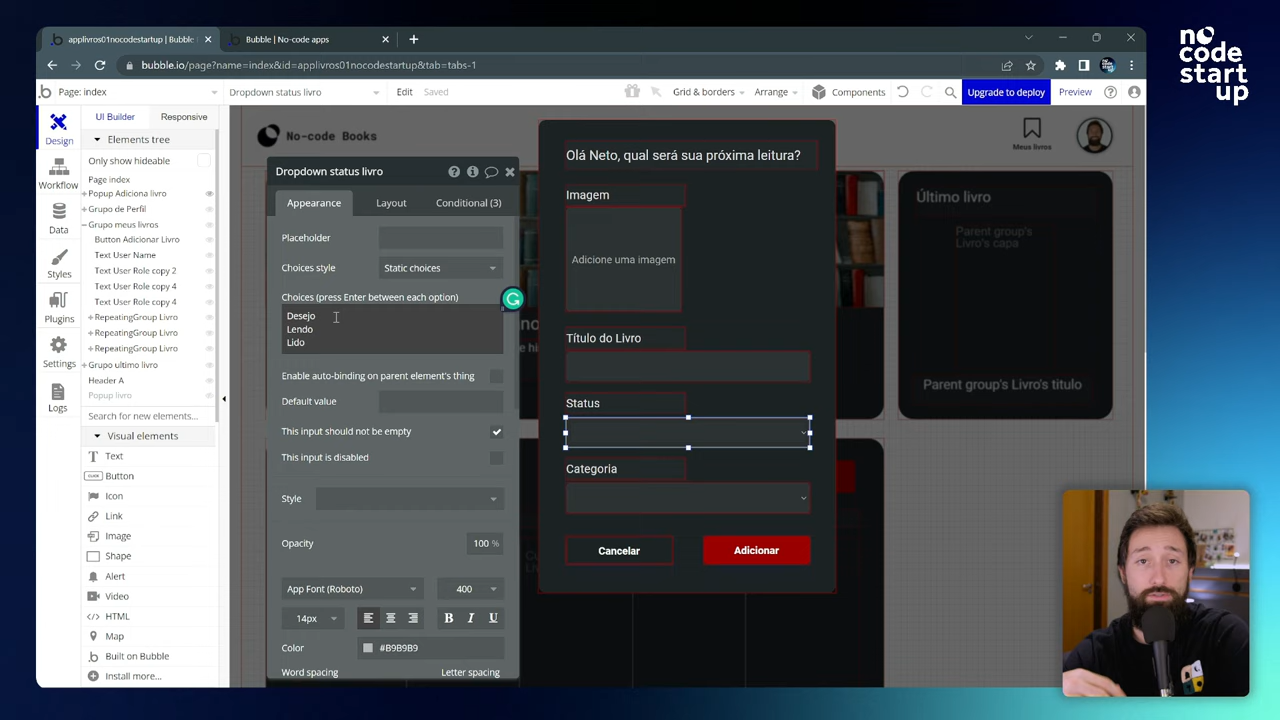 no
code
start
up
applivros01nocodestartup | Bubble
Bubble | No-code apps
bubble.io/page?name=index&id=applivros01nocodestartup&tab=tabs-1
Page: index
Dropdown status livro
Edit
Saved
Grid & borders
Arrange
Components
Upgrade to deploy
Preview
Design
Workflow
Data
Styles
Plugins
Settings
Logs
UI Builder
Responsive
Elements tree
Only show hideable
Page index
Popup Adiciona livro
Grupo de Perfil
Grupo meus livros
Button Adicionar Livro
Text User Name
Text User Role copy 2
Text User Role copy 4
Text User Role copy 4
RepeatingGroup Livro
RepeatingGroup Livro
RepeatingGroup Livro
Grupo ultimo livro
Header A
Popup livro
Search for new elements...
Visual elements
Text
Button
Icon
Link
Image
Shape
Alert
Video
HTML
Map
Built on Bubble
Install more...
No-code Books
Meus livros
Dropdown status livro
Appearance
Layout
Conditional (3)
Placeholder
Choices style
Static choices
Choices (press Enter between each option)
Desejo
Lendo
Lido
Enable auto-binding on parent element's thing
Default value
This input should not be empty
This input is disabled
Style
Opacity
100 %
App Font (Roboto)
400
14px
B
I
U
Color
#B9B9B9
Word spacing
Letter spacing
Olá Neto, qual será sua próxima leitura?
Imagem
Adicione uma imagem
Título do Livro
Status
Categoria
Cancelar
Adicionar
Último livro
Parent group's
Livro's capa
Parent group's Livro's titulo